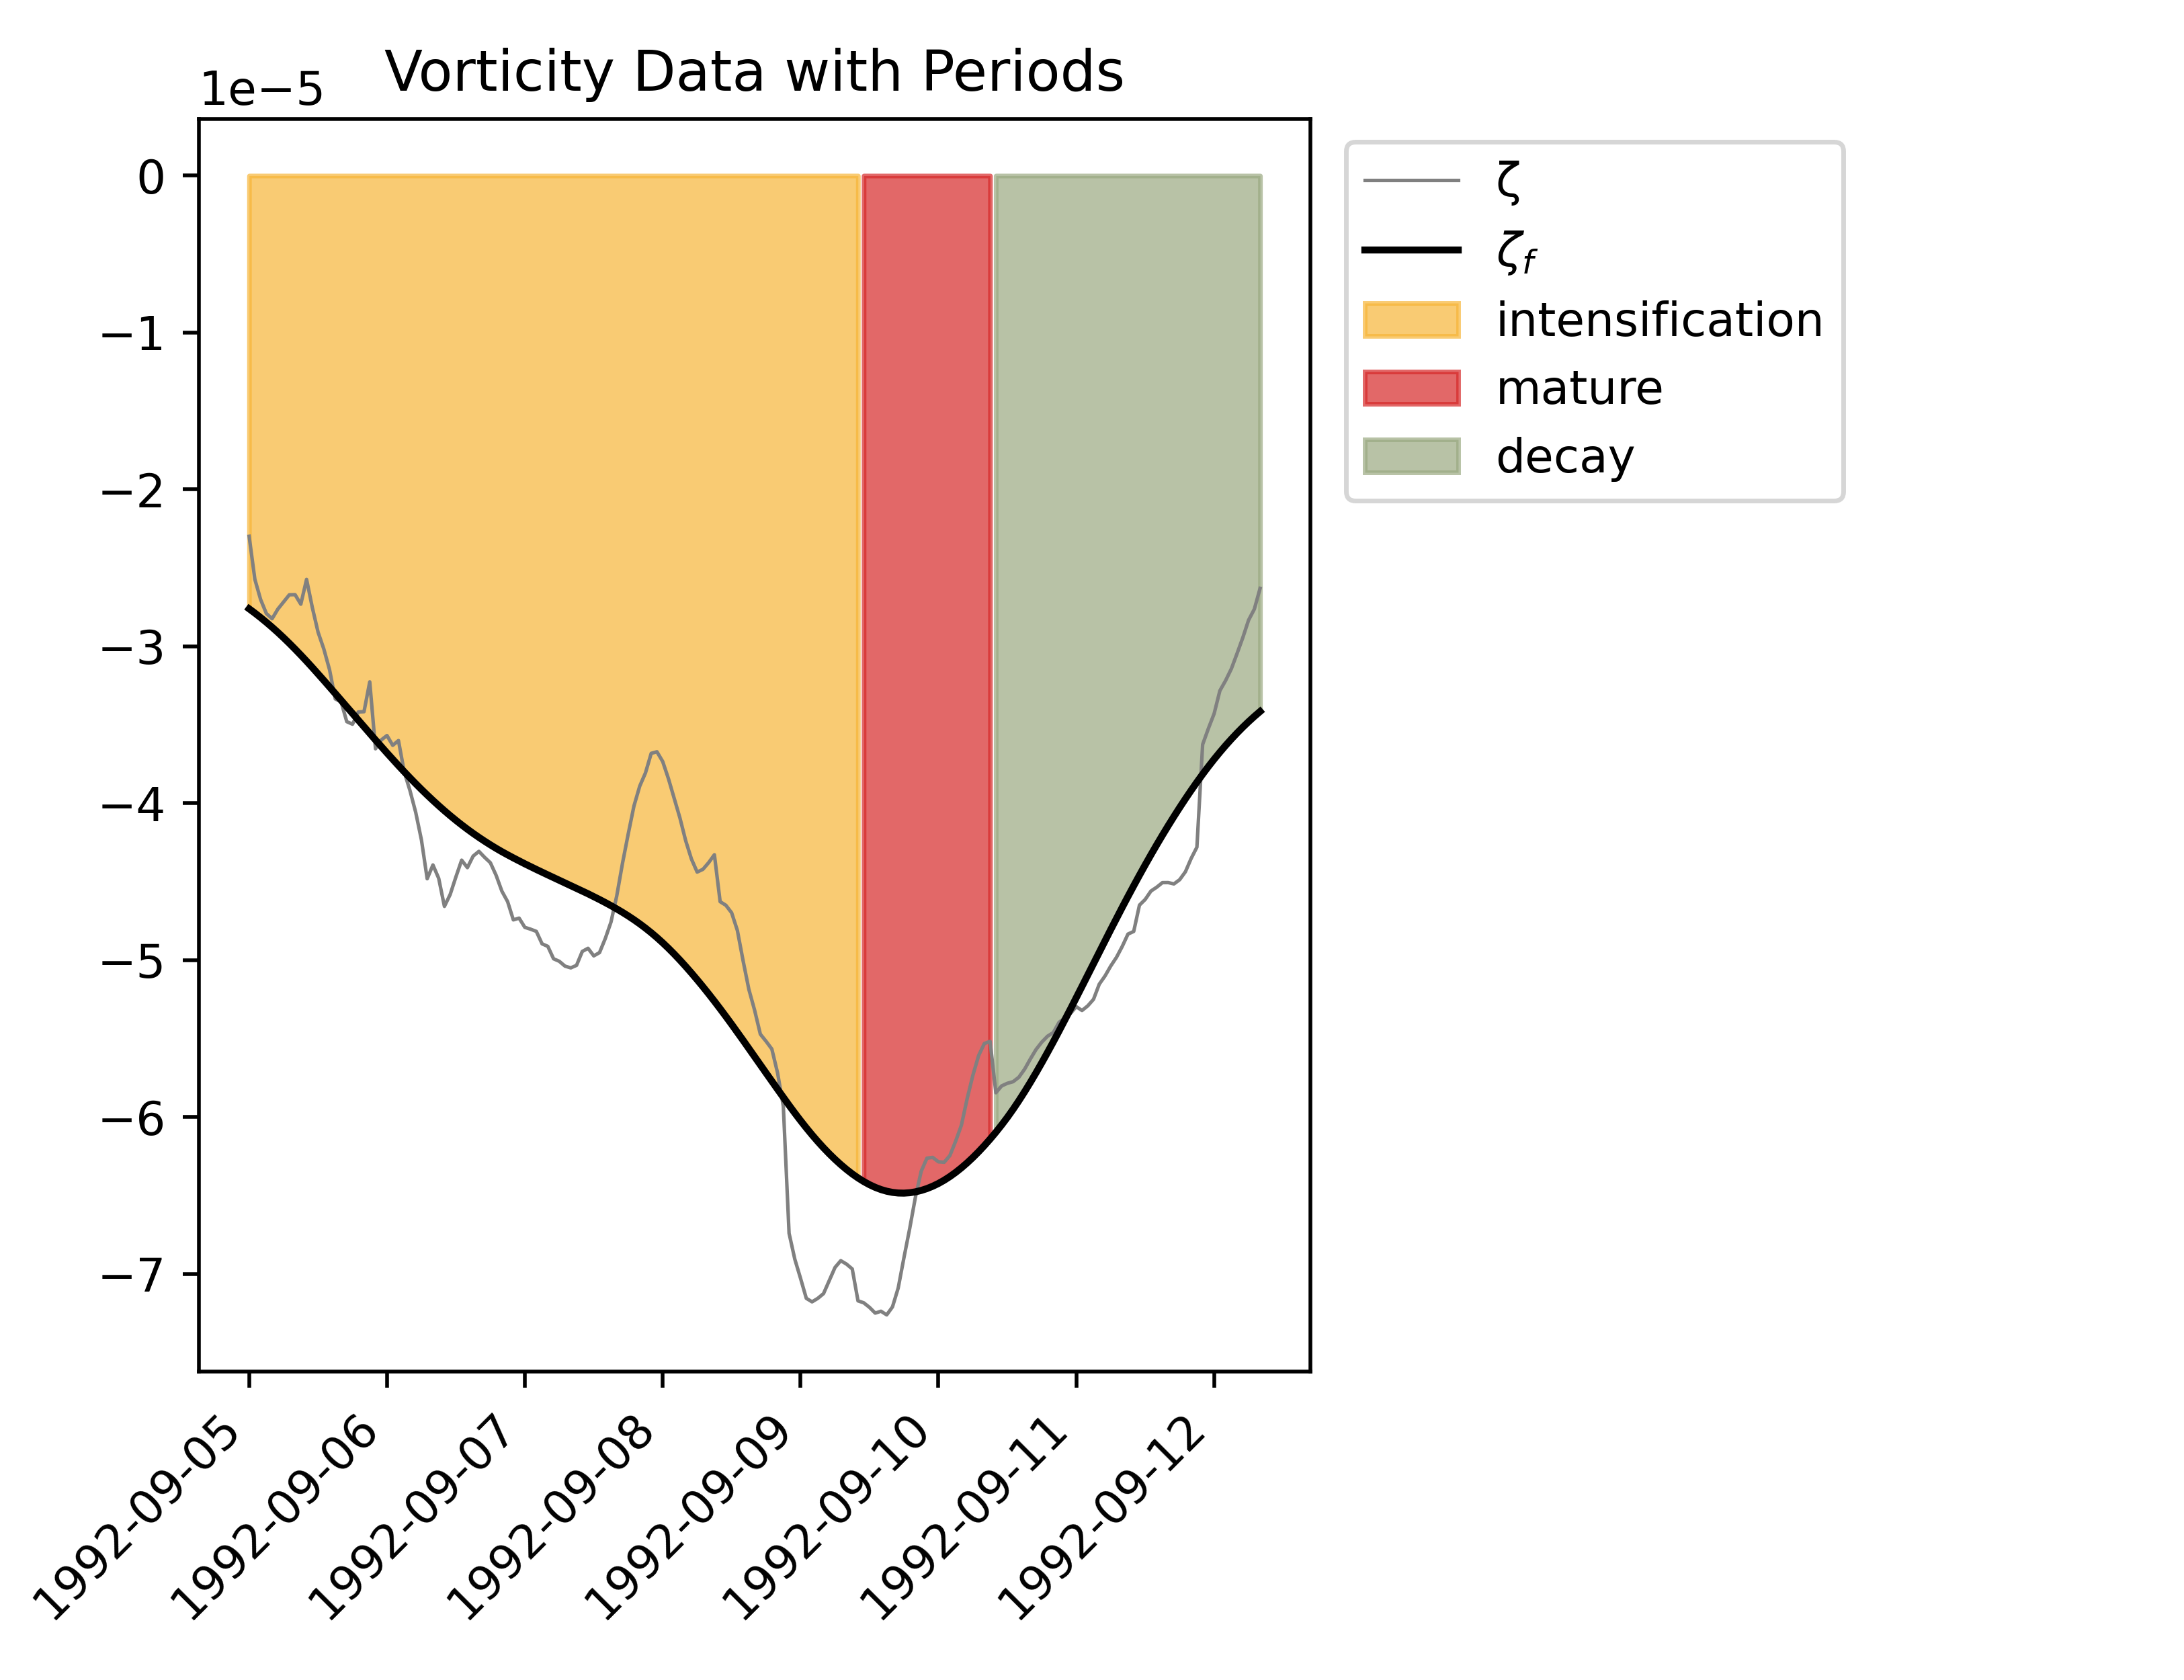 Vorticity Data with Periods
1e−5
0
−1
−2
−3
−4
−5
−6
−7
1992-09-05
1992-09-06
1992-09-07
1992-09-08
1992-09-09
1992-09-10
1992-09-11
1992-09-12
ζ
ζf
intensification
mature
decay